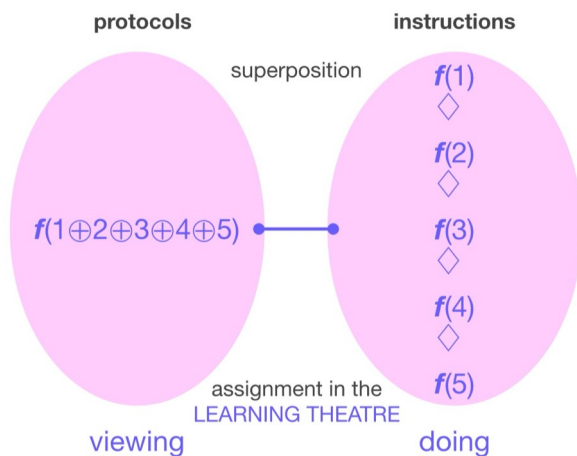 protocols
instructions
superposition
f(1)
◇
f(2)
◇
f(1⊕2⊕3⊕4⊕5)
f(3)
◇
f(4)
◇
f(5)
assignment in the
LEARNING THEATRE
viewing
doing